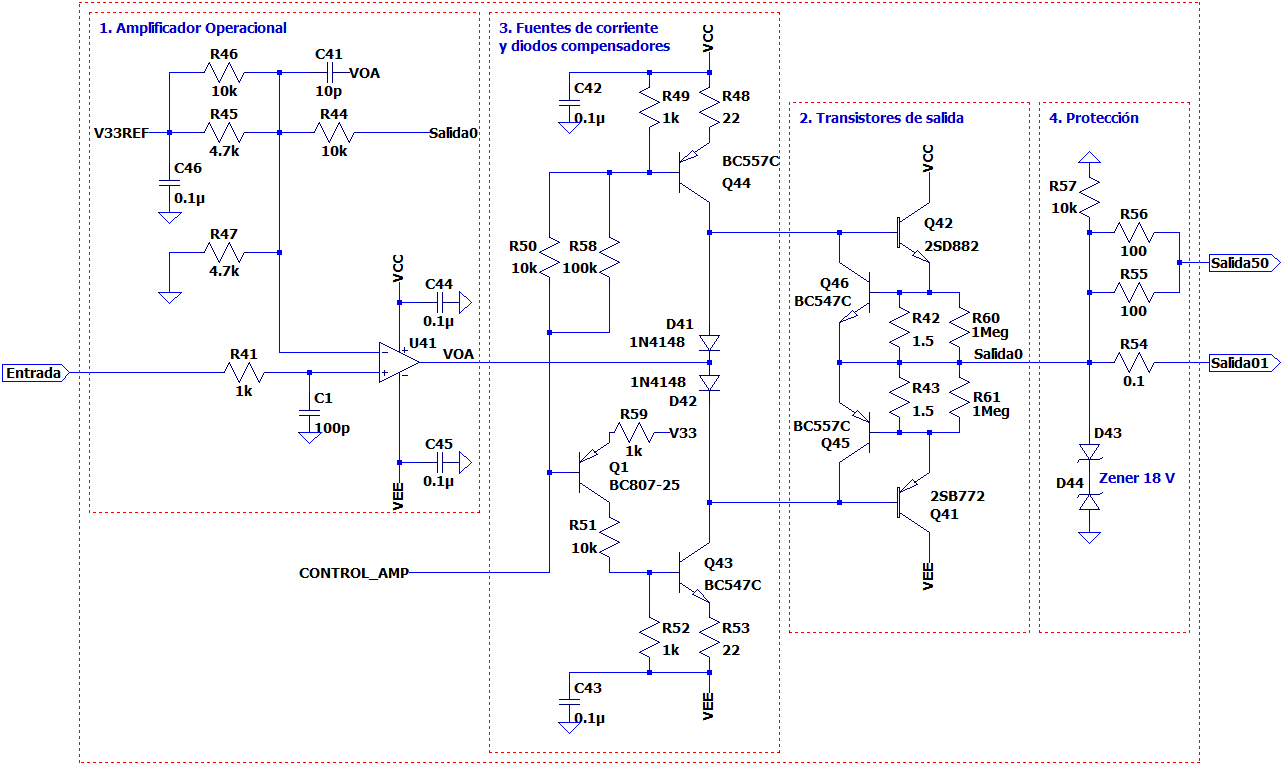 1. Amplificador Operacional
R46
10k
C41
10p
VOA
V33REF
R45
4.7k
R44
10k
Salida0
C46
0.1µ
R47
4.7k
VCC
C44
0.1µ
U41
VOA
Entrada
R41
1k
C1
100p
C45
0.1µ
VEE
CONTROL_AMP
3. Fuentes de corriente
y diodos compensadores
VCC
C42
0.1µ
R49
1k
R48
22
BC557C
Q44
R50
10k
R58
100k
D41
1N4148
1N4148
D42
R59
1k
V33
Q1
BC807-25
R51
10k
Q43
BC547C
R52
1k
R53
22
C43
0.1µ
VEE
2. Transistores de salida
VCC
Q42
2SD882
Q46
BC547C
R42
1.5
R60
1Meg
Salida0
R43
1.5
R61
1Meg
BC557C
Q45
2SB772
Q41
VEE
4. Protección
R57
10k
R56
100
R55
100
Salida50
R54
0.1
Salida01
D43
D44
Zener 18 V